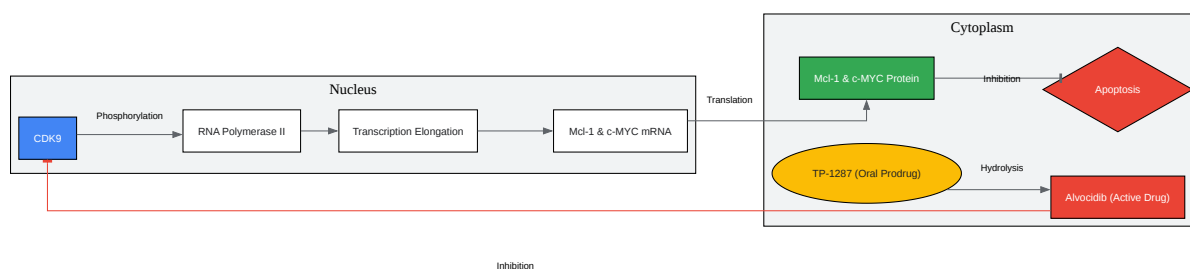 Nucleus
CDK9
Phosphorylation
RNA Polymerase II
Transcription Elongation
Mcl-1 & c-MYC mRNA
Translation
Cytoplasm
Mcl-1 & c-MYC Protein
Inhibition
Apoptosis
TP-1287 (Oral Prodrug)
Hydrolysis
Alvocidib (Active Drug)
Inhibition